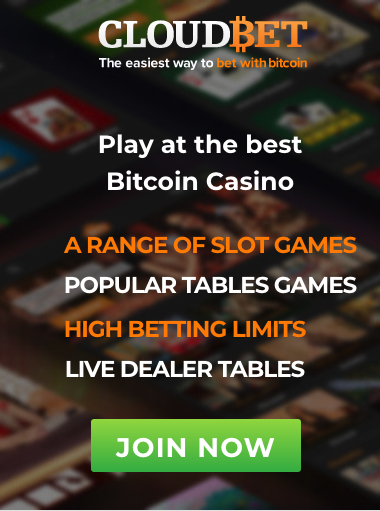 CLOUDBET
The easiest way to bet with bitcoin
Play at the best
Bitcoin Casino
A RANGE OF SLOT GAMES
POPULAR TABLES GAMES
HIGH BETTING LIMITS
LIVE DEALER TABLES
JOIN NOW